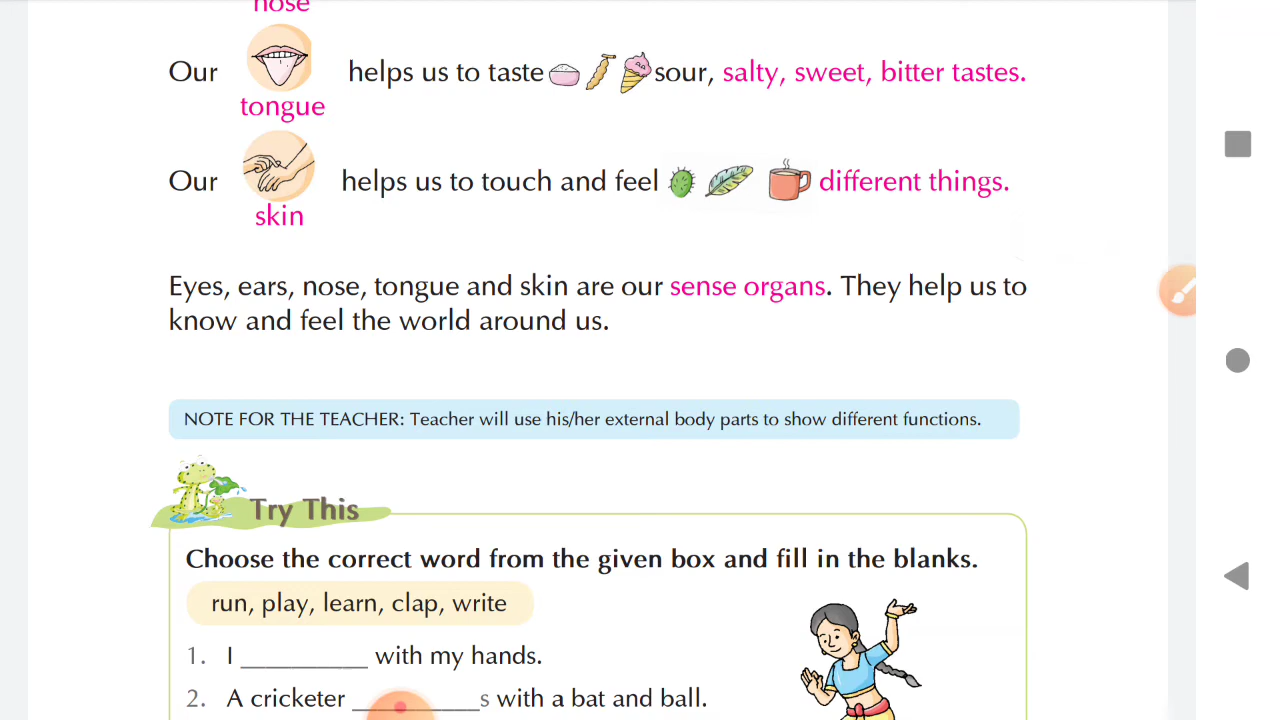 nose
Our helps us to taste sour, salty, sweet, bitter tastes.
tongue
Our helps us to touch and feel different things.
skin
Eyes, ears, nose, tongue and skin are our sense organs. They help us to
know and feel the world around us.
NOTE FOR THE TEACHER: Teacher will use his/her external body parts to show different functions.
Try This
Choose the correct word from the given box and fill in the blanks.
run, play, learn, clap, write
1. I __________ with my hands.
2. A cricketer __________s with a bat and ball.